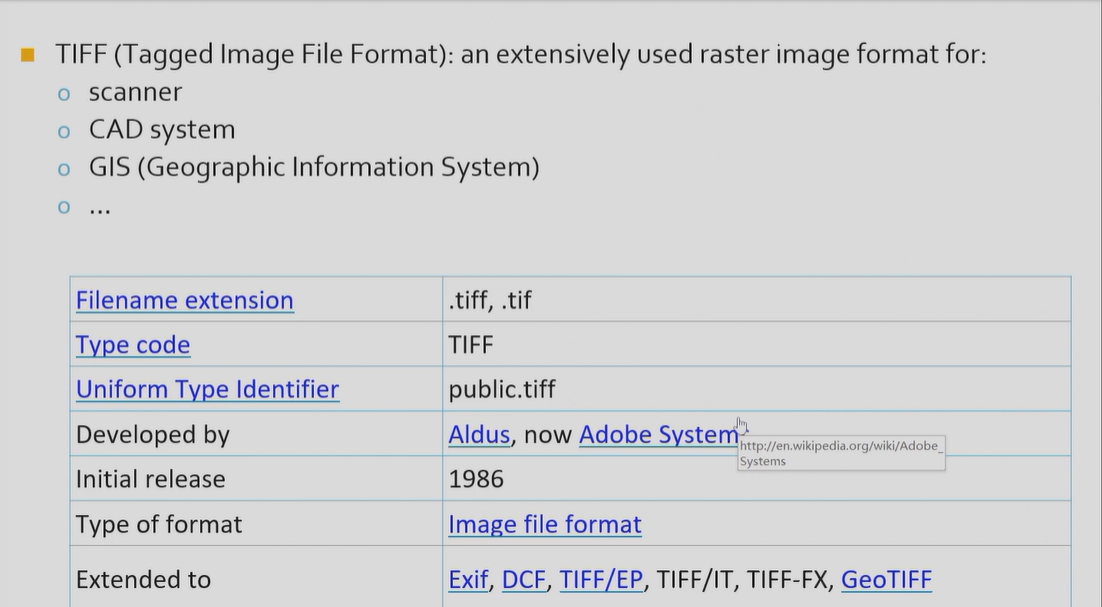 TIFF (Tagged Image File Format): an extensively used raster image format for:
o scanner
o CAD system
o GIS (Geographic Information System)
o ...
Filename extension .tiff, .tif
Type code TIFF
Uniform Type Identifier public.tiff
Developed by Aldus, now Adobe System
http://en.wikipedia.org/wiki/Adobe_
Systems
Initial release 1986
Type of format Image file format
Extended to Exif, DCF, TIFF/EP, TIFF/IT, TIFF-FX, GeoTIFF